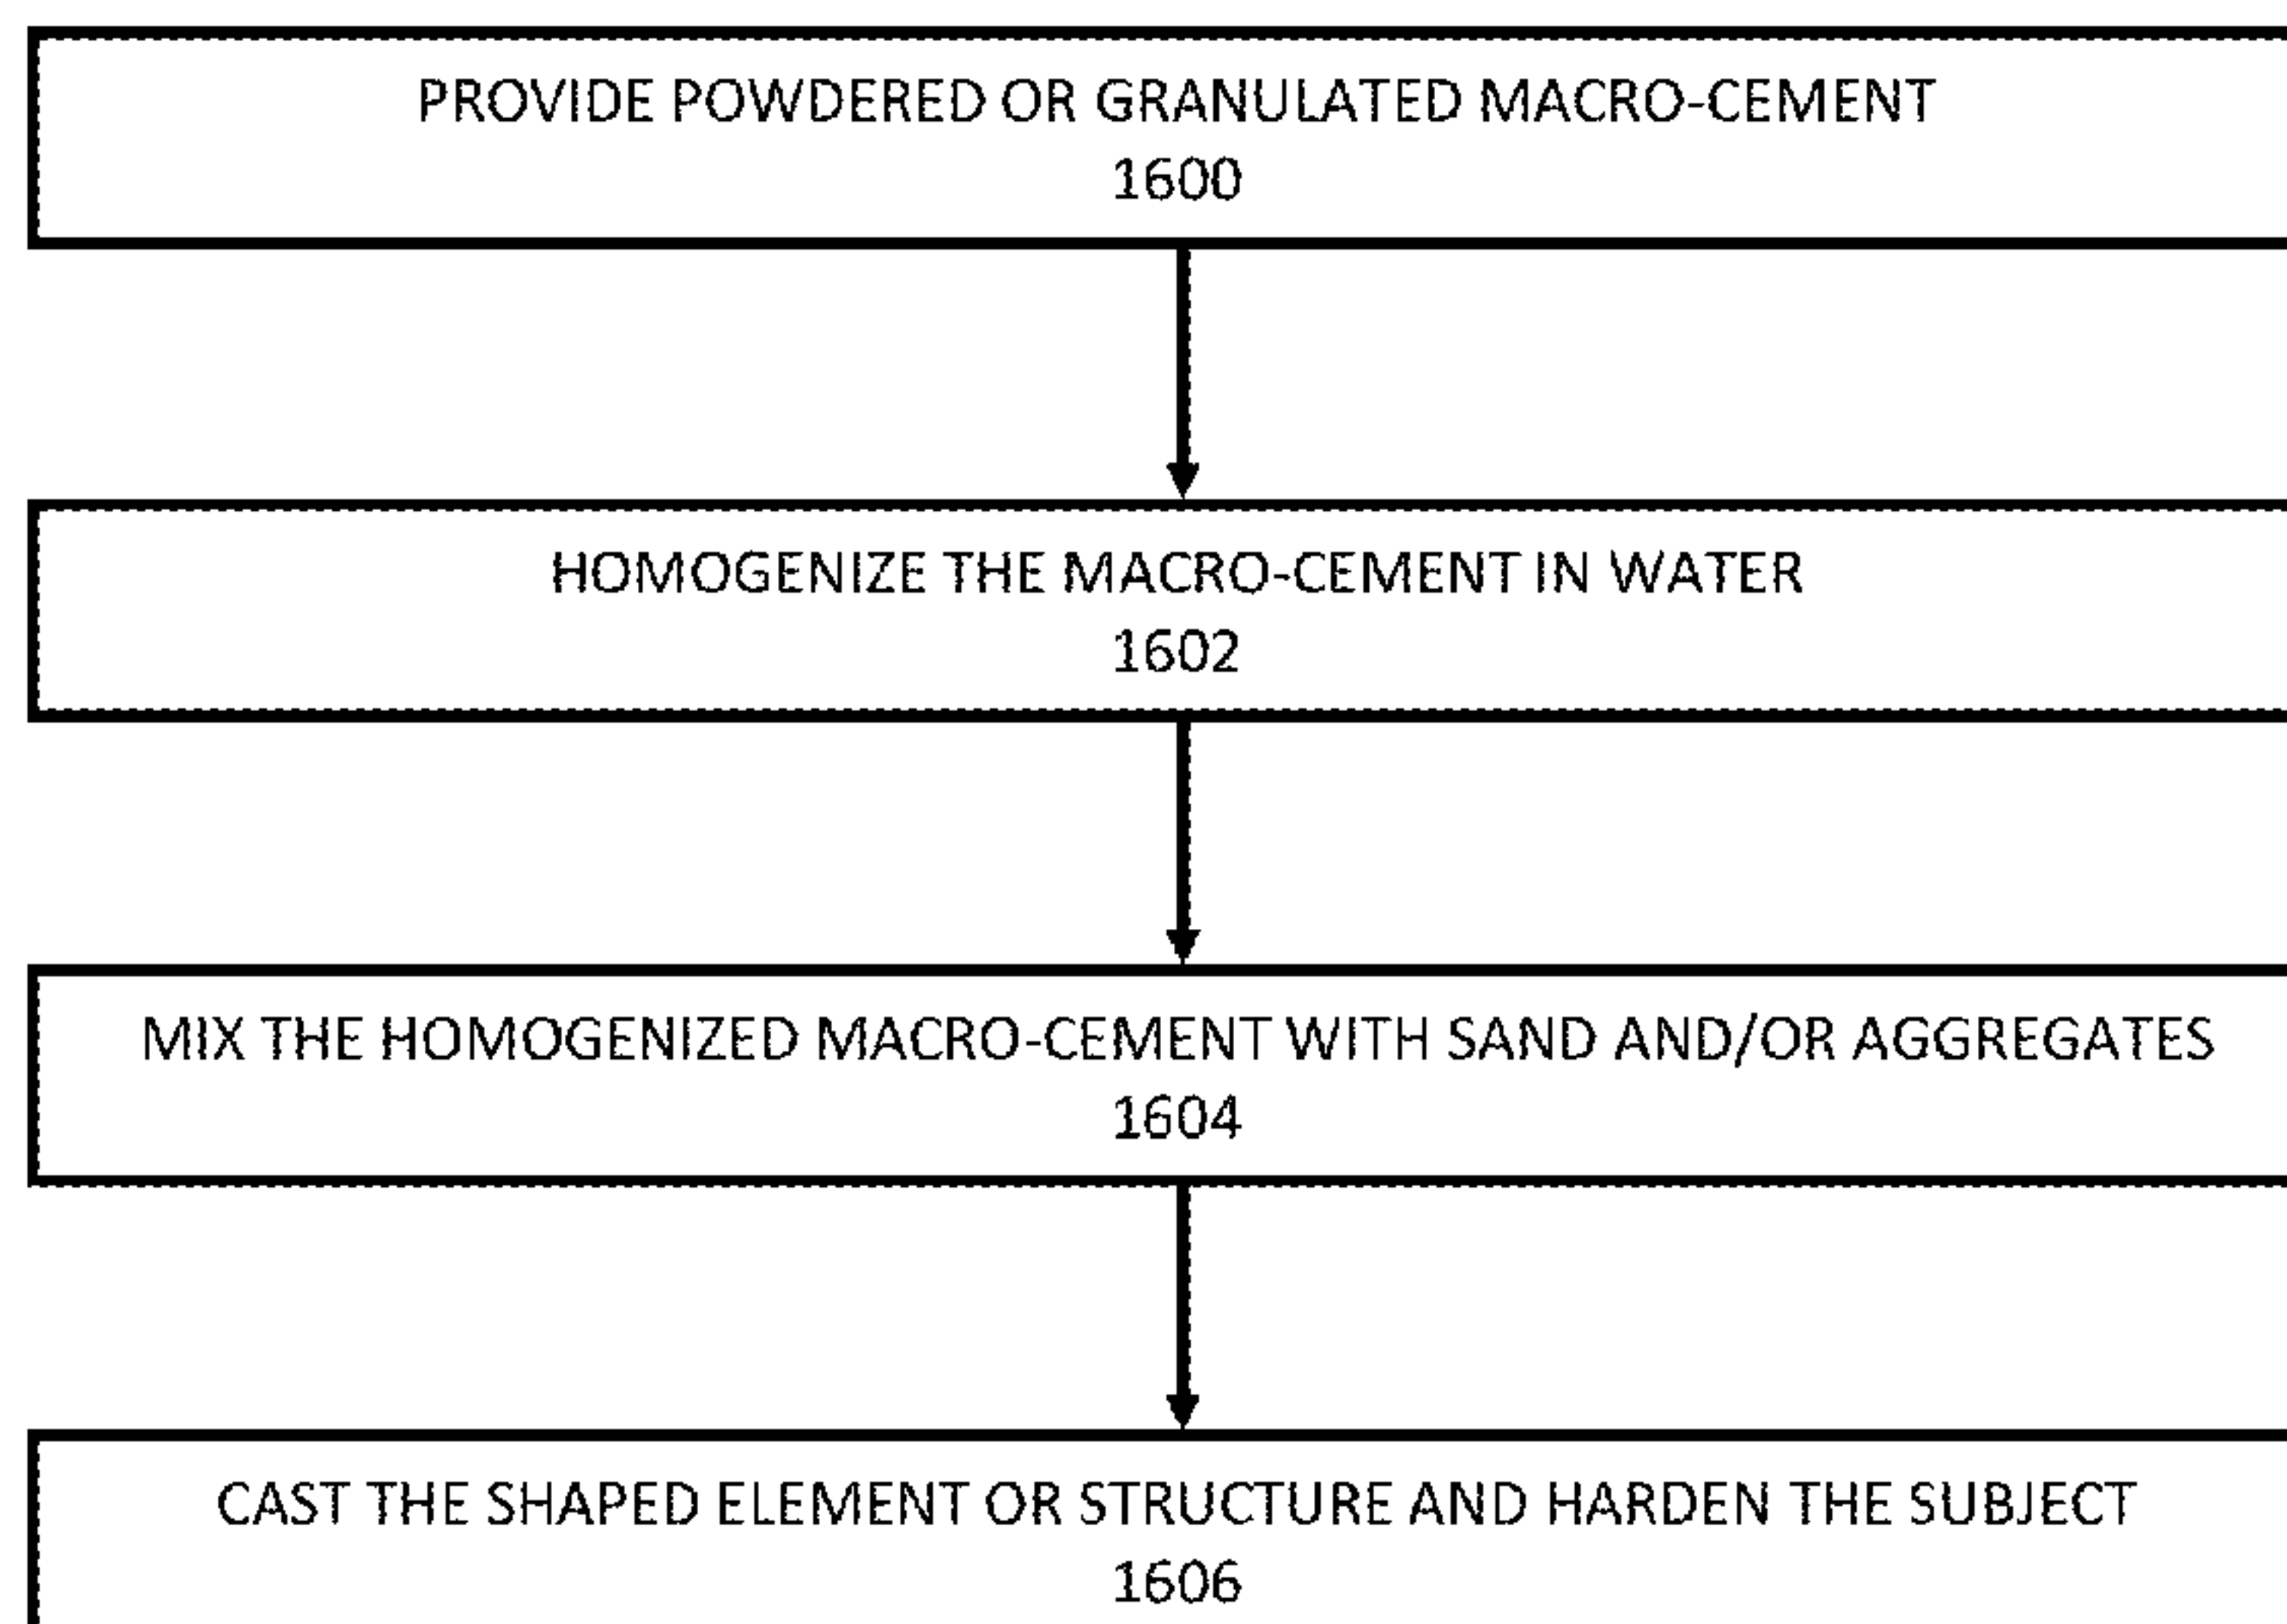 PROVIDE POWDERED OR GRANULATED MACRO-CEMENT
1600
HOMOGENIZE THE MACRO-CEMENT IN WATER
1602
MIX THE HOMOGENIZED MACRO-CEMENT WITH SAND AND/OR AGGREGATES
1604
CAST THE SHAPED ELEMENT OR STRUCTURE AND HARDEN THE SUBJECT
1606